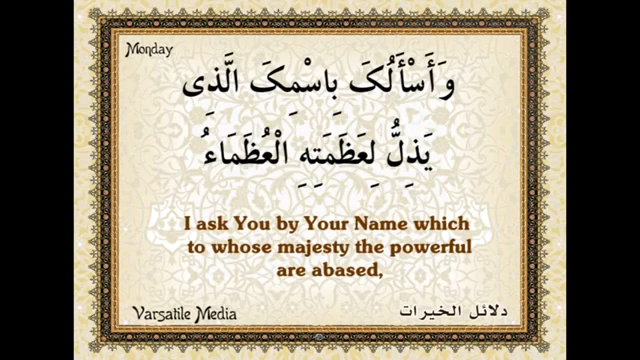 Monday
وَأَسْأَلُكَ بِاسْمِكَ الَّذِى
يَذِلُّ لِعَظَمَتِهِ الْعُظَمَاءُ
I ask You by Your Name which
to whose majesty the powerful
are abased,
Varsatile Media
دلائل الخيرات